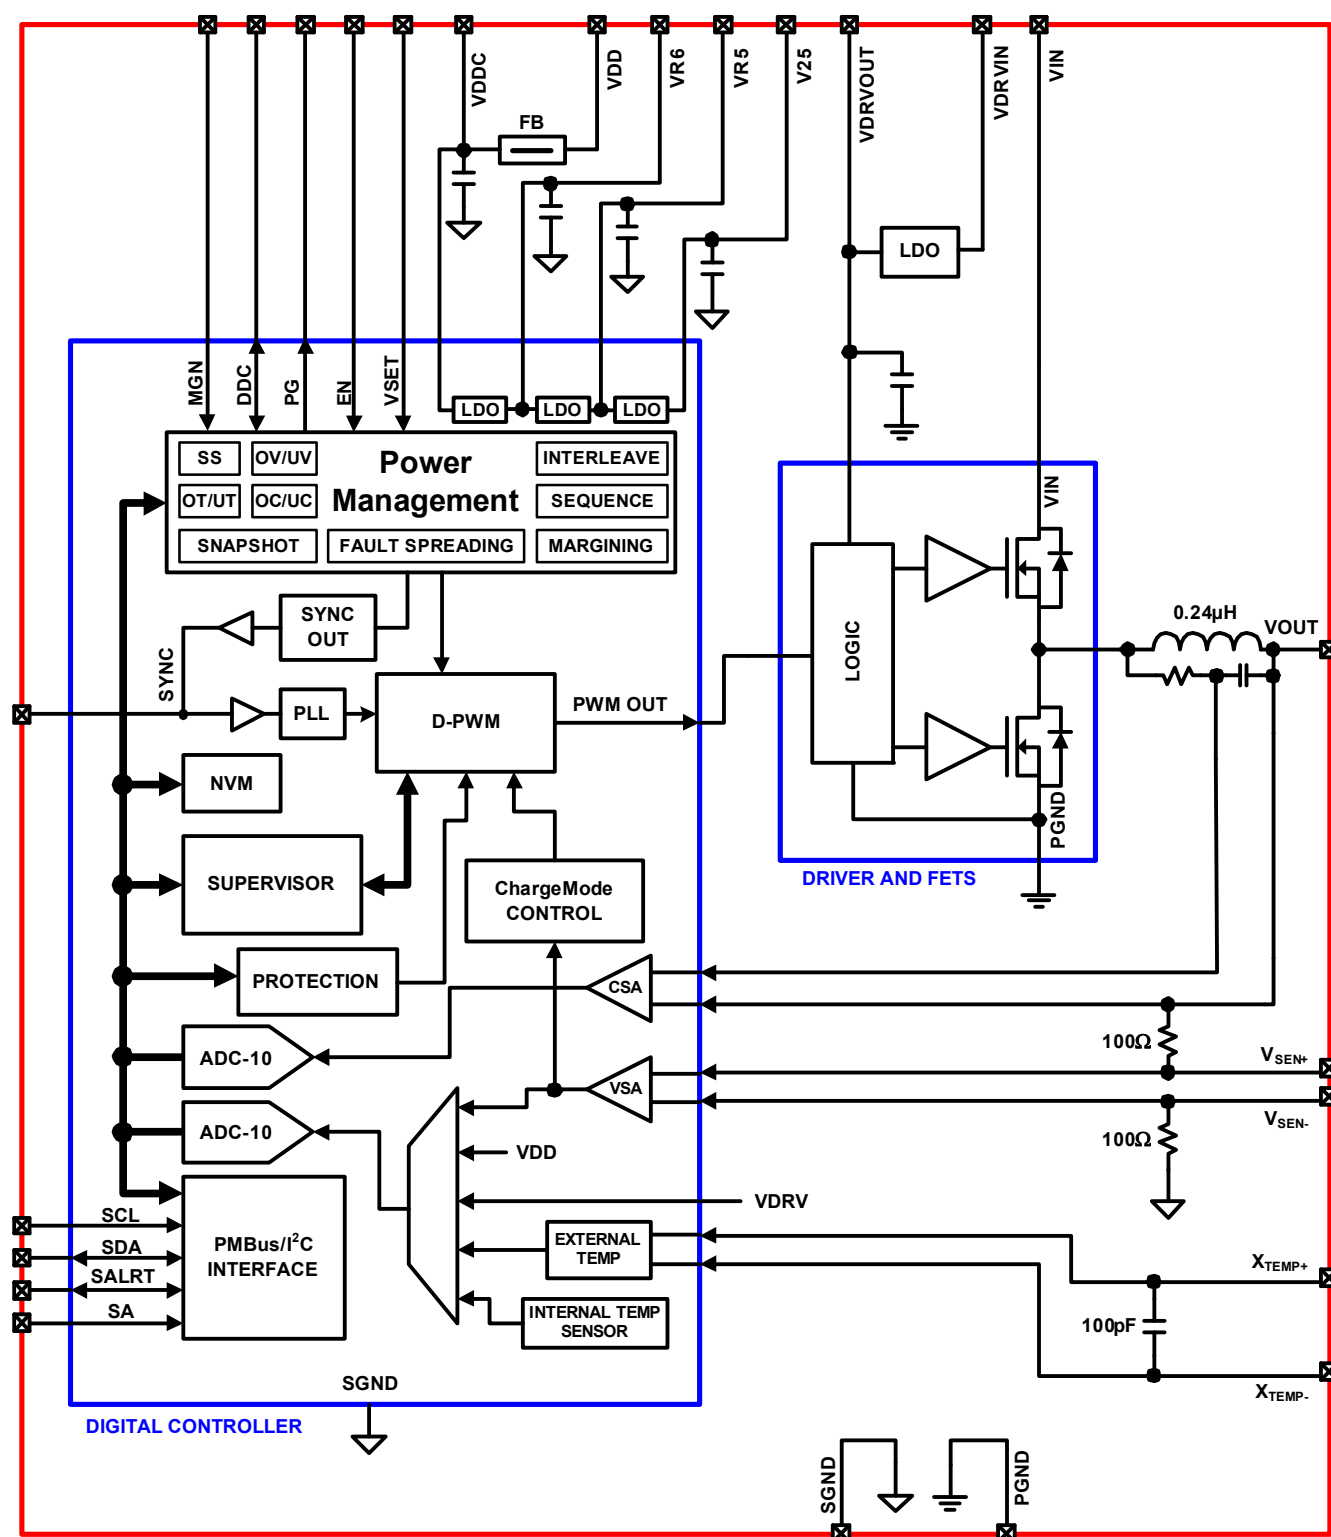 VDDC
VDD
VR6
VR5
V25
VDRVOUT
VDRVIN
VIN
FB
LDO
MGN
DDC
PG
EN
VSET
LDO
LDO
LDO
SS
OV/UV
Power
Management
INTERLEAVE
OT/UT
OC/UC
SEQUENCE
SNAPSHOT
FAULT SPREADING
MARGINING
VIN
SYNC
OUT
SYNC
PLL
D-PWM
PWM OUT
LOGIC
0.24µH
VOUT
NVM
PGND
SUPERVISOR
ChargeMode
CONTROL
DRIVER AND FETS
PROTECTION
CSA
ADC-10
100Ω
VSEN+
VSA
ADC-10
VSEN-
100Ω
VDD
VDRV
SCL
SDA
SALRT
SA
PMBus/I²C
INTERFACE
EXTERNAL
TEMP
INTERNAL TEMP
SENSOR
XTEMP+
100pF
XTEMP-
SGND
DIGITAL CONTROLLER
SGND
PGND